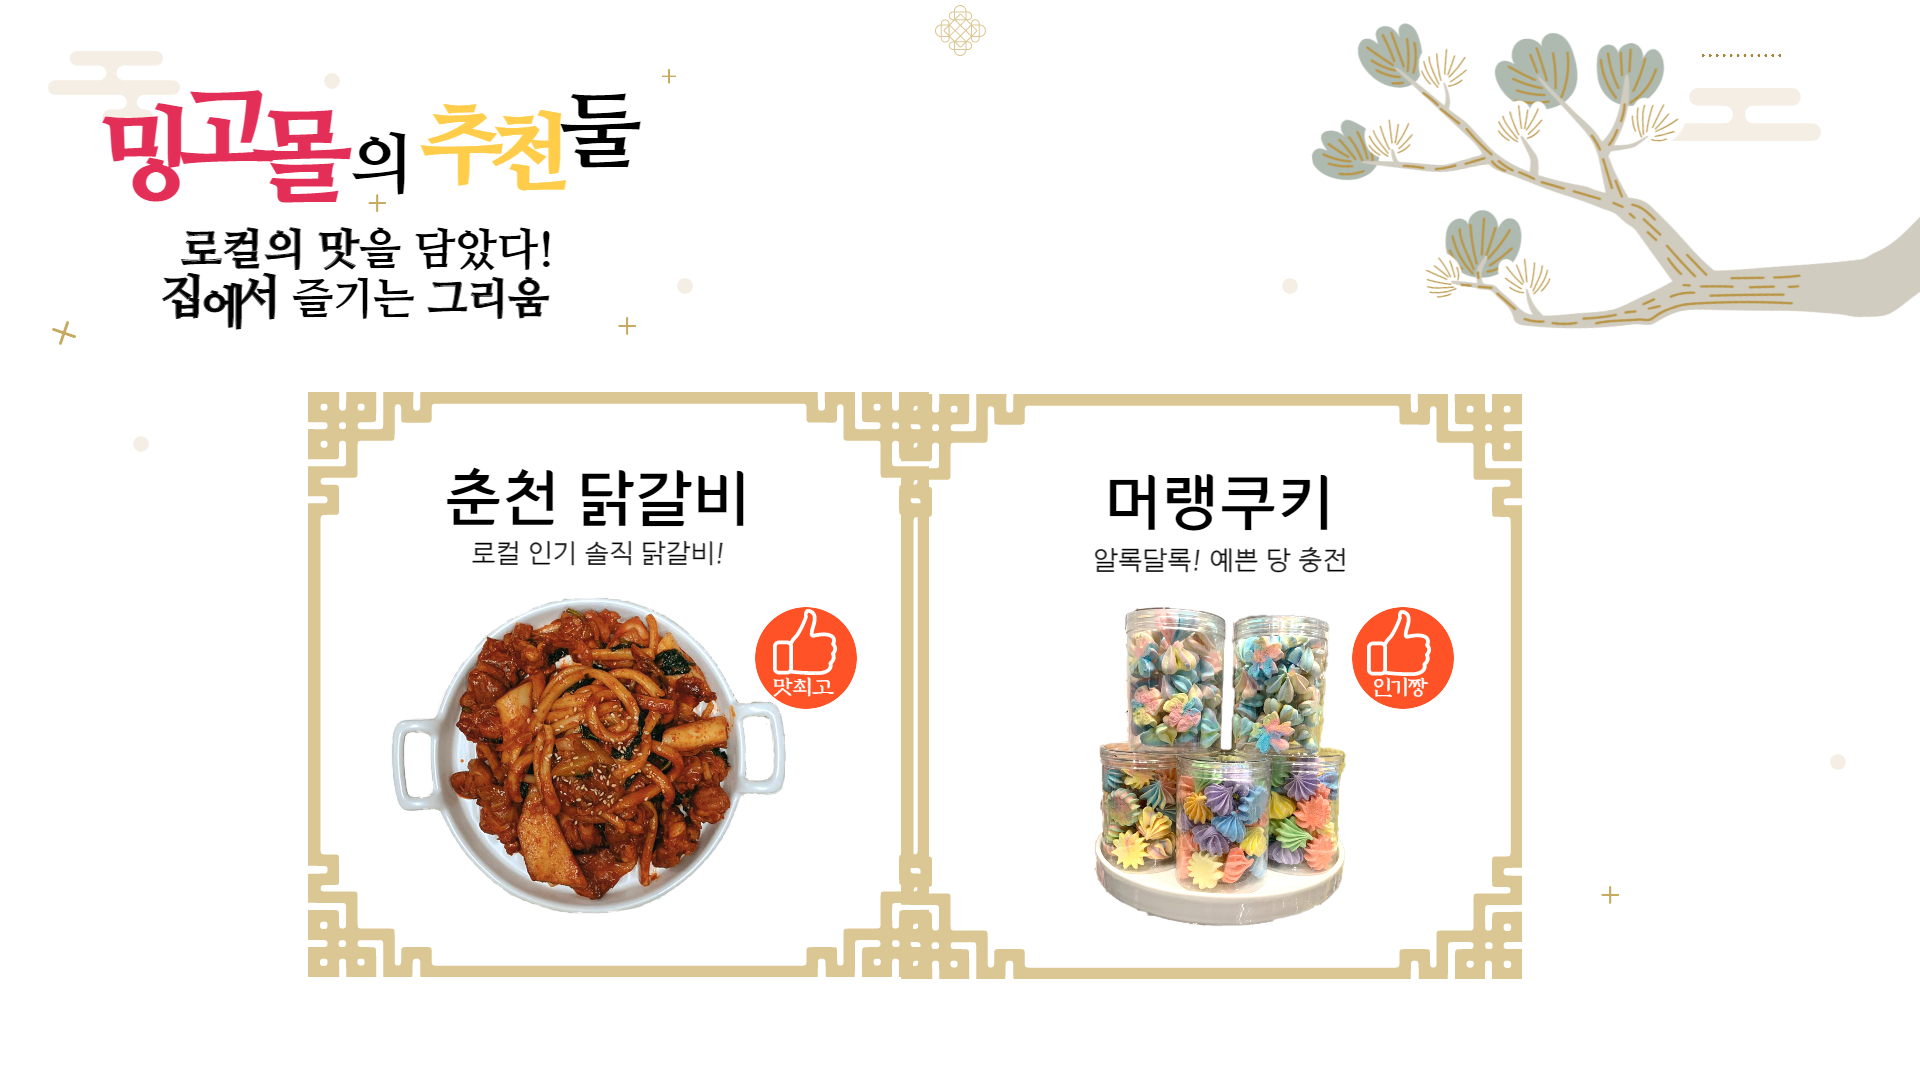 밍고몰의 추천둘
로컬의 맛을 담았다!
집에서 즐기는 그리움
춘천 닭갈비
로컬 인기 솔직 닭갈비!
맛최고
머랭쿠키
알록달록! 예쁜 당 충전
인기짱